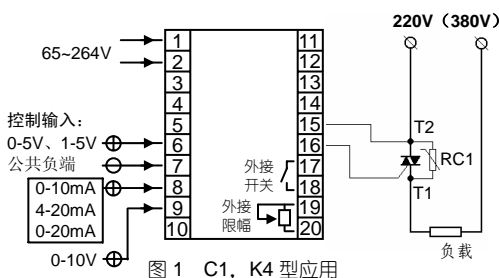 220V（380V）
65~264V
1
2
3
4
5
6
7
8
9
10
11
12
13
14
15
16
17
18
19
20
控制输入：
0-5V、1-5V
公共负端
0-10mA
4-20mA
0-20mA
0-10V
外接
开关
外接
限幅
T2
RC1
T1
负载
图 1 C1，K4 型应用